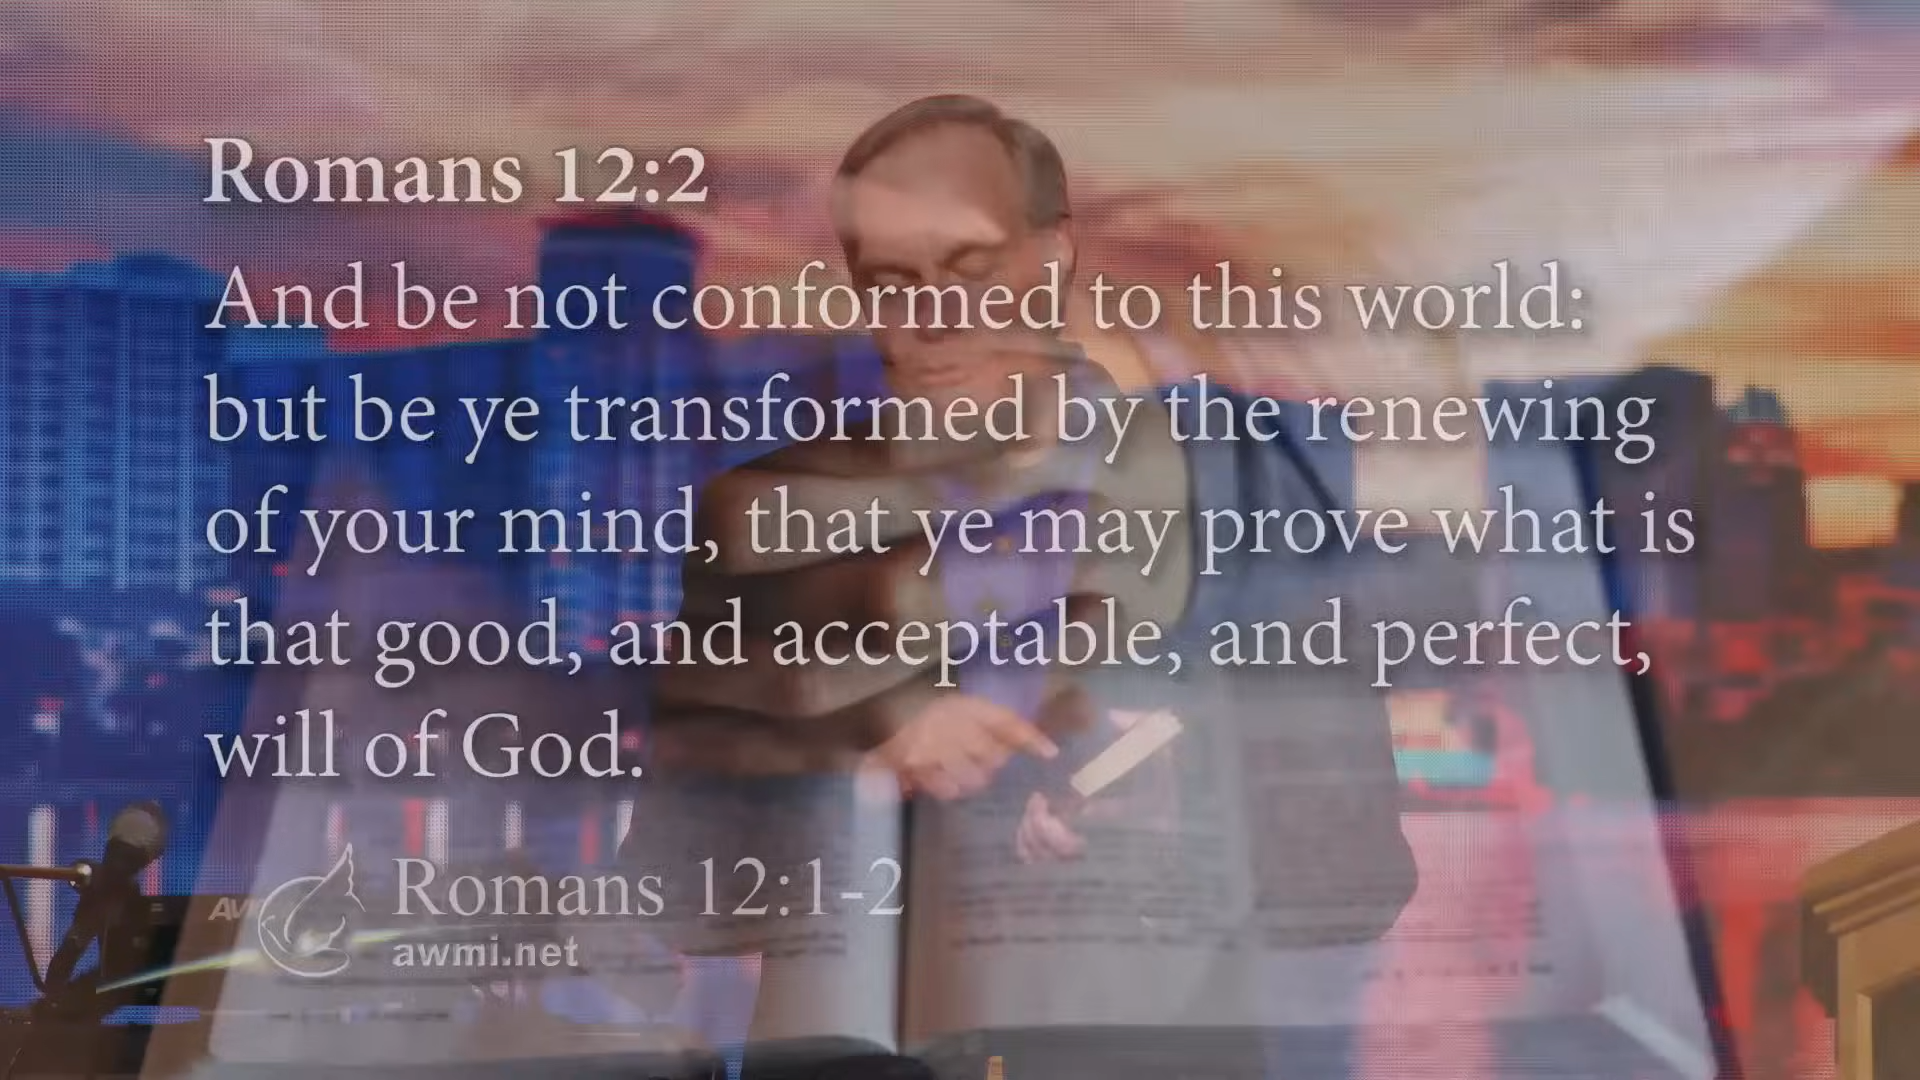 Romans 12:2
And be not conformed to this world:
but be ye transformed by the renewing
of your mind, that ye may prove what is
that good, and acceptable, and perfect,
will of God.
Romans 12:1-2
awmi.net